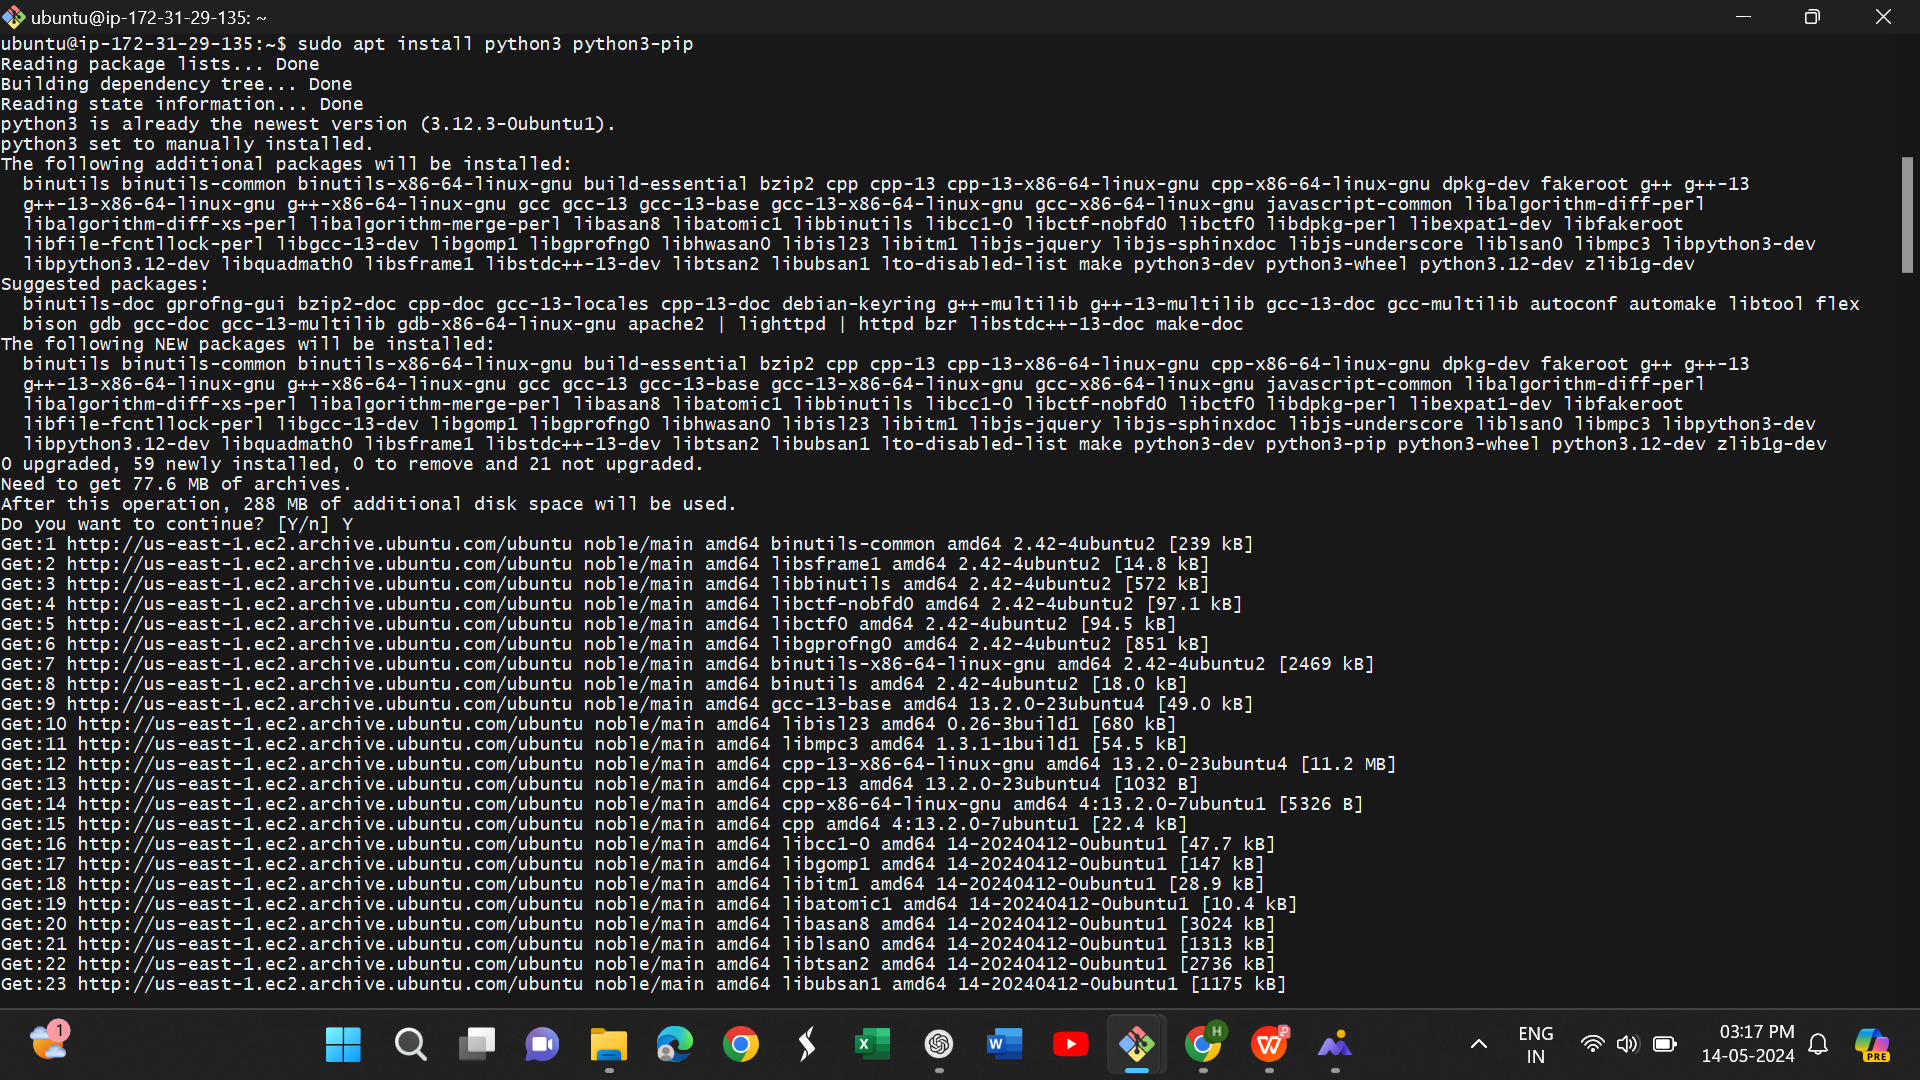 ubuntu@ip-172-31-29-135: ~
ubuntu@ip-172-31-29-135:~$ sudo apt install python3 python3-pip
Reading package lists... Done
Building dependency tree... Done
Reading state information... Done
python3 is already the newest version (3.12.3-0ubuntu1).
python3 set to manually installed.
The following additional packages will be installed:
  binutils binutils-common binutils-x86-64-linux-gnu build-essential bzip2 cpp cpp-13 cpp-13-x86-64-linux-gnu cpp-x86-64-linux-gnu dpkg-dev fakeroot g++ g++-13
  g++-13-x86-64-linux-gnu g++-x86-64-linux-gnu gcc gcc-13 gcc-13-base gcc-13-x86-64-linux-gnu gcc-x86-64-linux-gnu javascript-common libalgorithm-diff-perl
  libalgorithm-diff-xs-perl libalgorithm-merge-perl libasan8 libatomic1 libbinutils libcc1-0 libctf-nobfd0 libctf0 libdpkg-perl libexpat1-dev libfakeroot
  libfile-fcntllock-perl libgcc-13-dev libgomp1 libgprofng0 libhwasan0 libisl23 libitm1 libjs-jquery libjs-sphinxdoc libjs-underscore liblsan0 libmpc3 libpython3-dev
  libpython3.12-dev libquadmath0 libsframe1 libstdc++-13-dev libtsan2 libubsan1 lto-disabled-list make python3-dev python3-wheel python3.12-dev zlib1g-dev
Suggested packages:
  binutils-doc gprofng-gui bzip2-doc cpp-doc gcc-13-locales cpp-13-doc debian-keyring g++-multilib g++-13-multilib gcc-13-doc gcc-multilib autoconf automake libtool flex
  bison gdb gcc-doc gcc-13-multilib gdb-x86-64-linux-gnu apache2 | lighttpd | httpd bzr libstdc++-13-doc make-doc
The following NEW packages will be installed:
  binutils binutils-common binutils-x86-64-linux-gnu build-essential bzip2 cpp cpp-13 cpp-13-x86-64-linux-gnu cpp-x86-64-linux-gnu dpkg-dev fakeroot g++ g++-13
  g++-13-x86-64-linux-gnu g++-x86-64-linux-gnu gcc gcc-13 gcc-13-base gcc-13-x86-64-linux-gnu gcc-x86-64-linux-gnu javascript-common libalgorithm-diff-perl
  libalgorithm-diff-xs-perl libalgorithm-merge-perl libasan8 libatomic1 libbinutils libcc1-0 libctf-nobfd0 libctf0 libdpkg-perl libexpat1-dev libfakeroot
  libfile-fcntllock-perl libgcc-13-dev libgomp1 libgprofng0 libhwasan0 libisl23 libitm1 libjs-jquery libjs-sphinxdoc libjs-underscore liblsan0 libmpc3 libpython3-dev
  libpython3.12-dev libquadmath0 libsframe1 libstdc++-13-dev libtsan2 libubsan1 lto-disabled-list make python3-dev python3-pip python3-wheel python3.12-dev zlib1g-dev
0 upgraded, 59 newly installed, 0 to remove and 21 not upgraded.
Need to get 77.6 MB of archives.
After this operation, 288 MB of additional disk space will be used.
Do you want to continue? [Y/n] Y
Get:1 http://us-east-1.ec2.archive.ubuntu.com/ubuntu noble/main amd64 binutils-common amd64 2.42-4ubuntu2 [239 kB]
Get:2 http://us-east-1.ec2.archive.ubuntu.com/ubuntu noble/main amd64 libsframe1 amd64 2.42-4ubuntu2 [14.8 kB]
Get:3 http://us-east-1.ec2.archive.ubuntu.com/ubuntu noble/main amd64 libbinutils amd64 2.42-4ubuntu2 [572 kB]
Get:4 http://us-east-1.ec2.archive.ubuntu.com/ubuntu noble/main amd64 libctf-nobfd0 amd64 2.42-4ubuntu2 [97.1 kB]
Get:5 http://us-east-1.ec2.archive.ubuntu.com/ubuntu noble/main amd64 libctf0 amd64 2.42-4ubuntu2 [94.5 kB]
Get:6 http://us-east-1.ec2.archive.ubuntu.com/ubuntu noble/main amd64 libgprofng0 amd64 2.42-4ubuntu2 [851 kB]
Get:7 http://us-east-1.ec2.archive.ubuntu.com/ubuntu noble/main amd64 binutils-x86-64-linux-gnu amd64 2.42-4ubuntu2 [2469 kB]
Get:8 http://us-east-1.ec2.archive.ubuntu.com/ubuntu noble/main amd64 binutils amd64 2.42-4ubuntu2 [18.0 kB]
Get:9 http://us-east-1.ec2.archive.ubuntu.com/ubuntu noble/main amd64 gcc-13-base amd64 13.2.0-23ubuntu4 [49.0 kB]
Get:10 http://us-east-1.ec2.archive.ubuntu.com/ubuntu noble/main amd64 libisl23 amd64 0.26-3build1 [680 kB]
Get:11 http://us-east-1.ec2.archive.ubuntu.com/ubuntu noble/main amd64 libmpc3 amd64 1.3.1-1build1 [54.5 kB]
Get:12 http://us-east-1.ec2.archive.ubuntu.com/ubuntu noble/main amd64 cpp-13-x86-64-linux-gnu amd64 13.2.0-23ubuntu4 [11.2 MB]
Get:13 http://us-east-1.ec2.archive.ubuntu.com/ubuntu noble/main amd64 cpp-13 amd64 13.2.0-23ubuntu4 [1032 B]
Get:14 http://us-east-1.ec2.archive.ubuntu.com/ubuntu noble/main amd64 cpp-x86-64-linux-gnu amd64 4:13.2.0-7ubuntu1 [5326 B]
Get:15 http://us-east-1.ec2.archive.ubuntu.com/ubuntu noble/main amd64 cpp amd64 4:13.2.0-7ubuntu1 [22.4 kB]
Get:16 http://us-east-1.ec2.archive.ubuntu.com/ubuntu noble/main amd64 libcc1-0 amd64 14-20240412-0ubuntu1 [47.7 kB]
Get:17 http://us-east-1.ec2.archive.ubuntu.com/ubuntu noble/main amd64 libgomp1 amd64 14-20240412-0ubuntu1 [147 kB]
Get:18 http://us-east-1.ec2.archive.ubuntu.com/ubuntu noble/main amd64 libitm1 amd64 14-20240412-0ubuntu1 [28.9 kB]
Get:19 http://us-east-1.ec2.archive.ubuntu.com/ubuntu noble/main amd64 libatomic1 amd64 14-20240412-0ubuntu1 [10.4 kB]
Get:20 http://us-east-1.ec2.archive.ubuntu.com/ubuntu noble/main amd64 libasan8 amd64 14-20240412-0ubuntu1 [3024 kB]
Get:21 http://us-east-1.ec2.archive.ubuntu.com/ubuntu noble/main amd64 liblsan0 amd64 14-20240412-0ubuntu1 [1313 kB]
Get:22 http://us-east-1.ec2.archive.ubuntu.com/ubuntu noble/main amd64 libtsan2 amd64 14-20240412-0ubuntu1 [2736 kB]
Get:23 http://us-east-1.ec2.archive.ubuntu.com/ubuntu noble/main amd64 libubsan1 amd64 14-20240412-0ubuntu1 [1175 kB]
1
H
ENG
IN
03:17 PM
14-05-2024
PRE